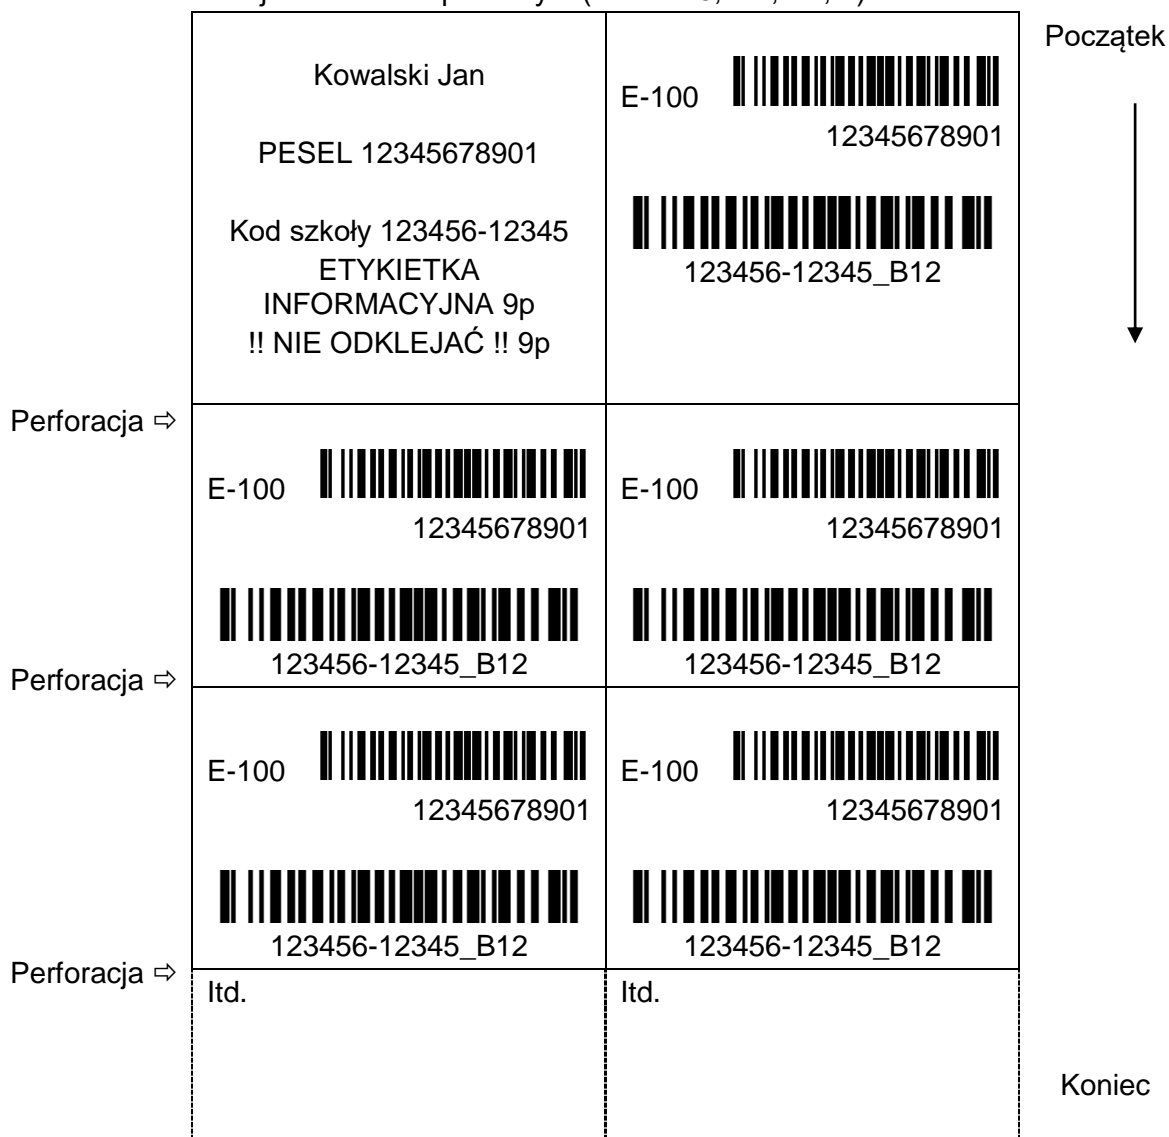 Początek
Kowalski Jan
PESEL 12345678901
Kod szkoły 123456-12345
ETYKIETKA
INFORMACYJNA 9p
!! NIE ODKLEJAĆ !! 9p
E-100
12345678901
123456-12345_B12
Perforacja ⇨
E-100
12345678901
123456-12345_B12
E-100
12345678901
123456-12345_B12
Perforacja ⇨
E-100
12345678901
123456-12345_B12
E-100
12345678901
123456-12345_B12
Perforacja ⇨
Itd.
Itd.
Koniec